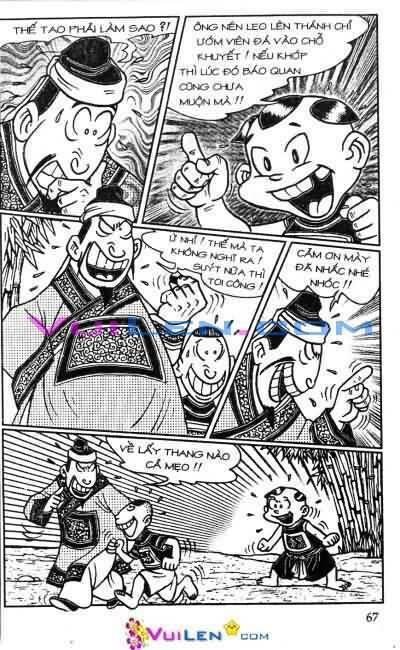 THẾ TAO PHẢI LÀM SAO ?!
ÔNG NÊN LEO LÊN THÁNH CHỈ
ƯỚM VIÊN ĐÁ VÀO CHỖ
KHUYẾT ! NẾU KHỚP
THÌ LÚC ĐÓ BÁO QUAN
CŨNG CHƯA
MUỘN MÀ !!
Ừ NHỈ ! THẾ MÀ TA
KHÔNG NGHĨ RA !
SUÝT NỮA THÌ
TOI CÔNG !
CẢM ƠN MÀY
ĐÃ NHẮC NHÉ
NHÓC !!
VUILEN.COM
VỀ LẤY THANG NÀO
CẢ MẸO !!
67
VUILEN.COM